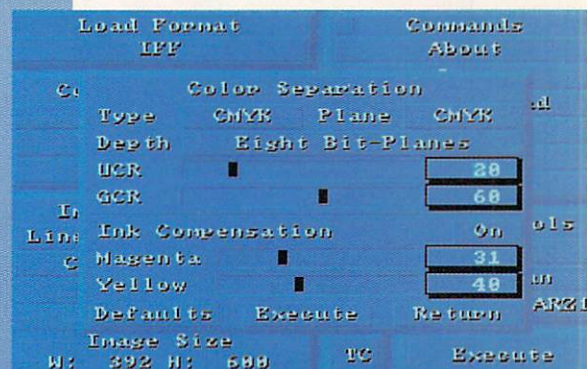 Load Format Commands
IFF About
Color Separation
Type CMYK Plane CMYK
Depth Eight Bit-Planes
UCR 20
GCR 60
Ink Compensation On
Magenta 31
Yellow 40
Defaults Execute Return
Image Size
W: 392 H: 600 TC Execute